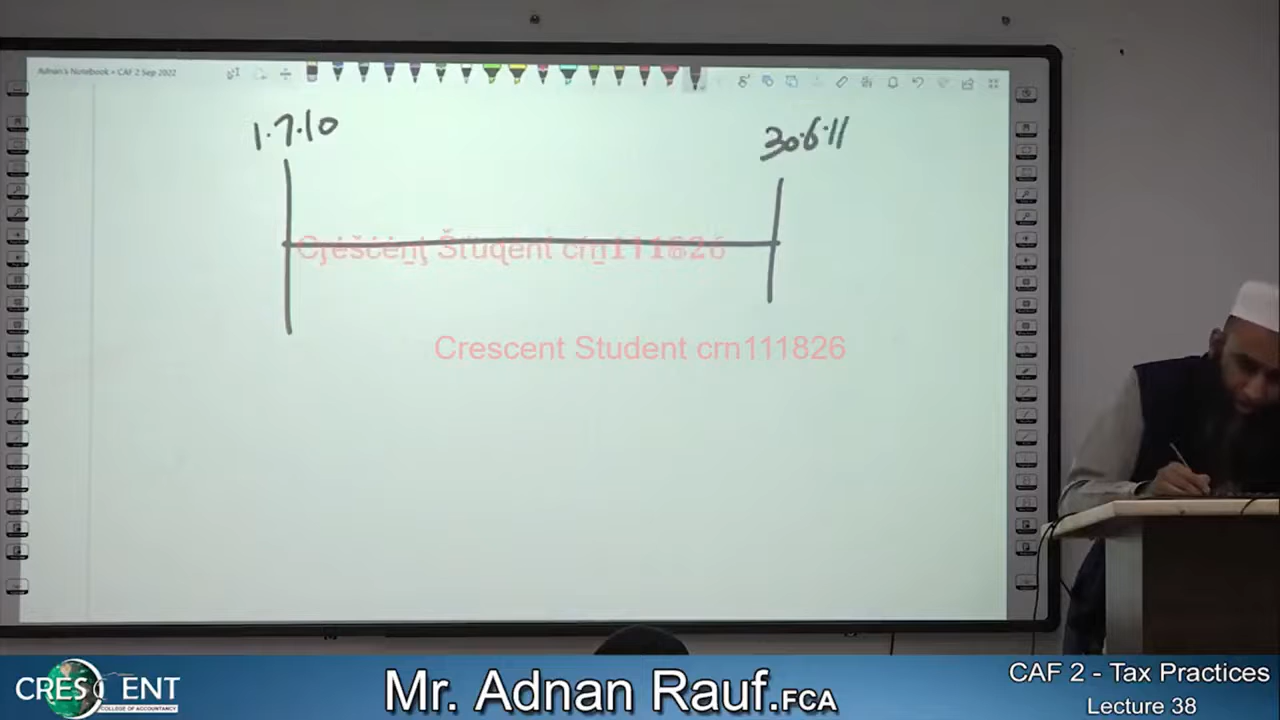 Adnan's Notebook » CAF 2 Sep 2022
1.7.10
30.6.11
Crescent Student crn111826
Crescent Student crn111826
CRESCENT
COLLEGE OF ACCOUNTANCY
Mr. Adnan Rauf.FCA
CAF 2 - Tax Practices
Lecture 38